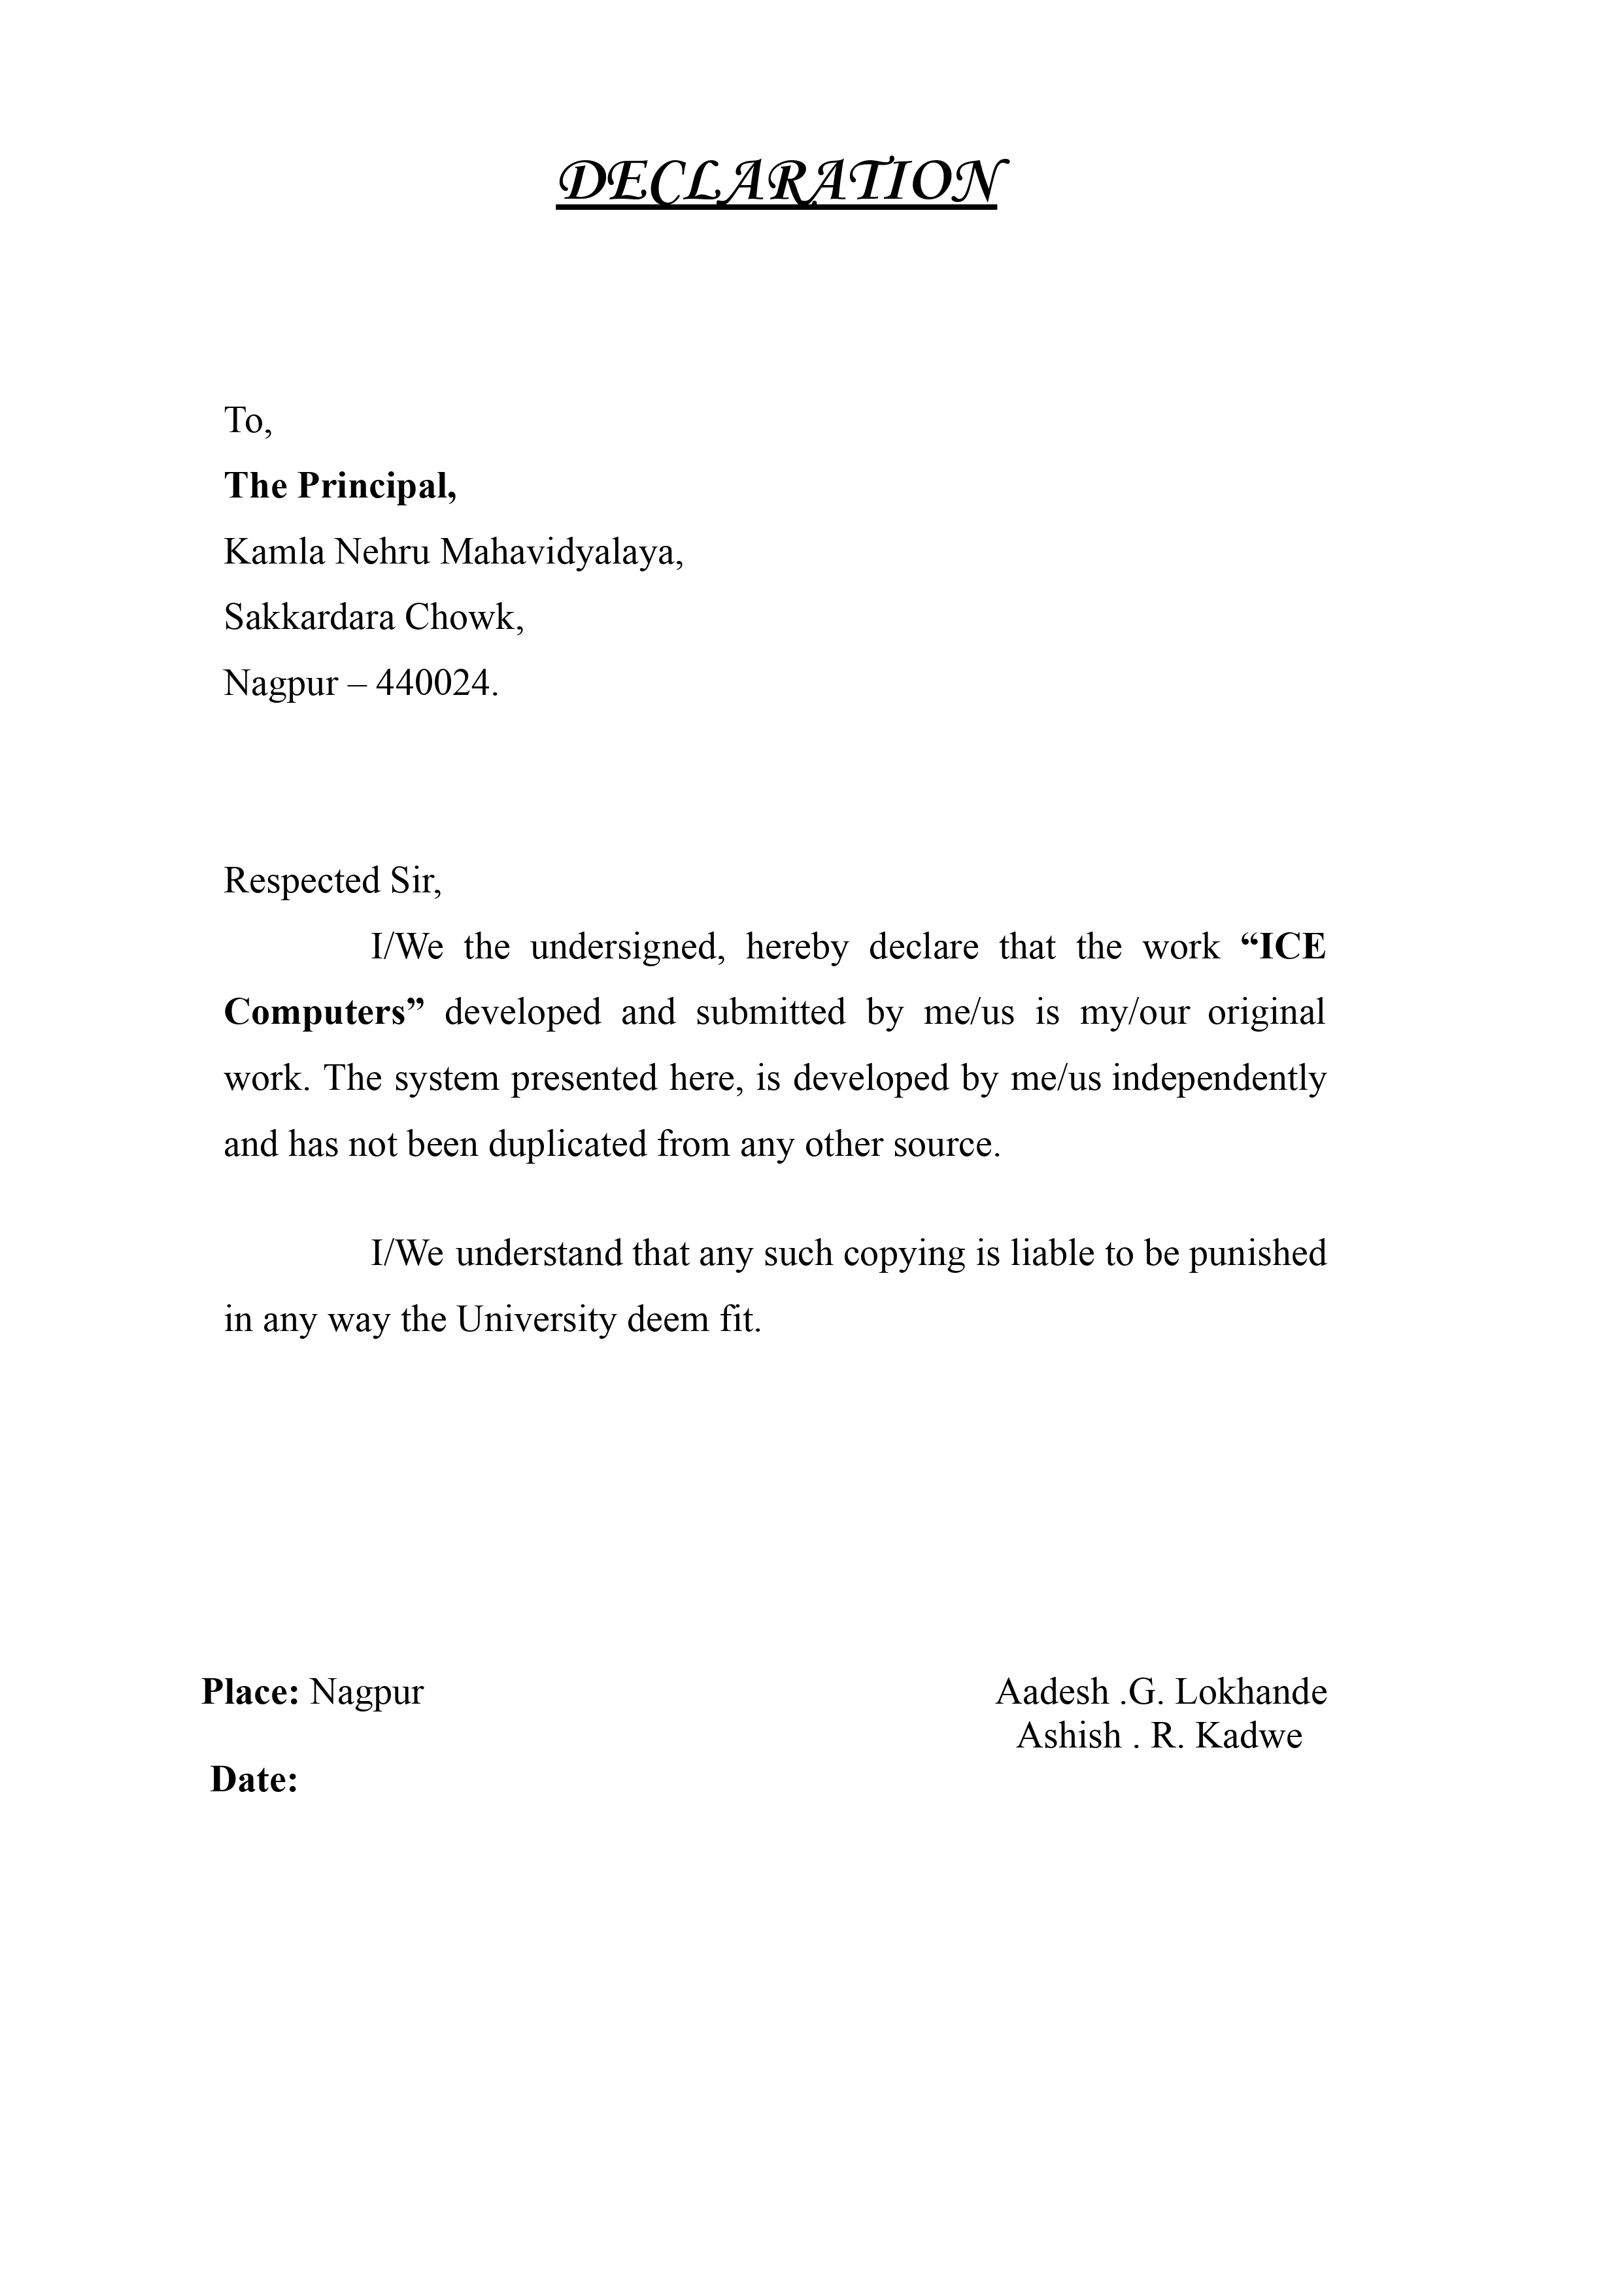 DECLARATION
To,
The Principal,
Kamla Nehru Mahavidyalaya,
Sakkardara Chowk,
Nagpur – 440024.
Respected Sir,
I/We the undersigned, hereby declare that the work “ICE
Computers” developed and submitted by me/us is my/our original
work. The system presented here, is developed by me/us independently
and has not been duplicated from any other source.
I/We understand that any such copying is liable to be punished
in any way the University deem fit.
Place: Nagpur Aadesh .G. Lokhande
Ashish . R. Kadwe
Date: